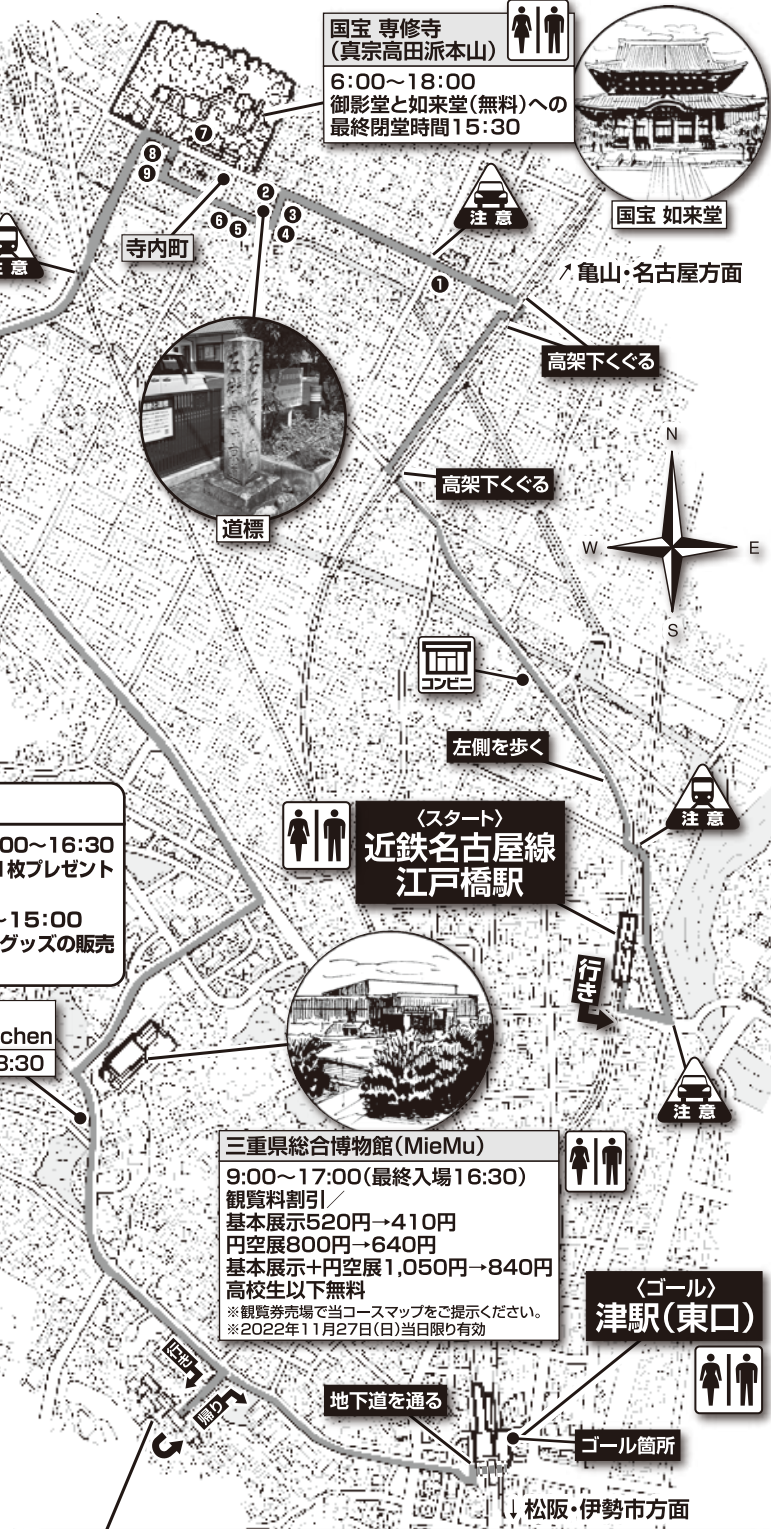 国宝 専修寺
(真宗高田派本山)
6:00〜18:00
御影堂と如来堂(無料)への
最終閉堂時間15:30
国宝 如来堂
❼
❽
❾
❷
❸
❹
❻
❺
寺内町
注意
注意
❶
↗亀山・名古屋方面
高架下くぐる
高架下くぐる
道標
N
W
E
S
コンビニ
左側を歩く
注意
〈スタート〉
近鉄名古屋線
江戸橋駅
00〜16:30
1枚プレゼント
〜15:00
グッズの販売
行き
chen
8:30
注意
三重県総合博物館(MieMu)
9:00〜17:00(最終入場16:30)
観覧料割引/
基本展示520円→410円
円空展800円→640円
基本展示+円空展1,050円→840円
高校生以下無料
※観覧券売場で当コースマップをご提示ください。
※2022年11月27日(日)当日限り有効
〈ゴール〉
津駅(東口)
行き
帰り
地下道を通る
ゴール箇所
↓松阪・伊勢市方面